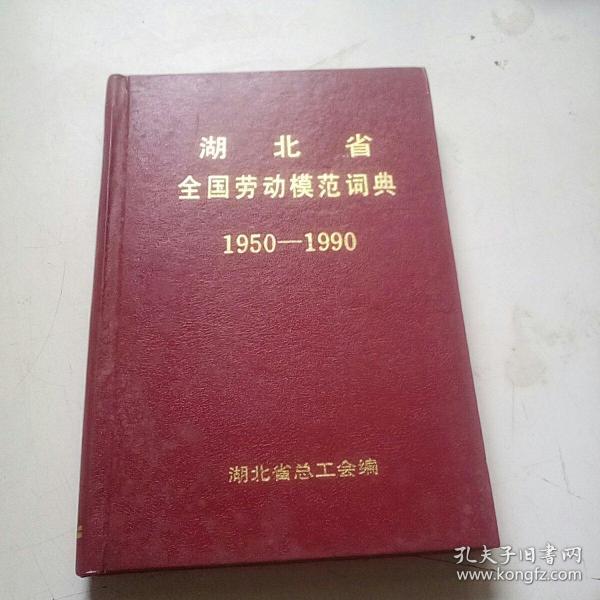 湖北省
全国劳动模范词典
1950—1990
湖北省总工会编
孔夫子旧書网
www.kongfz.com